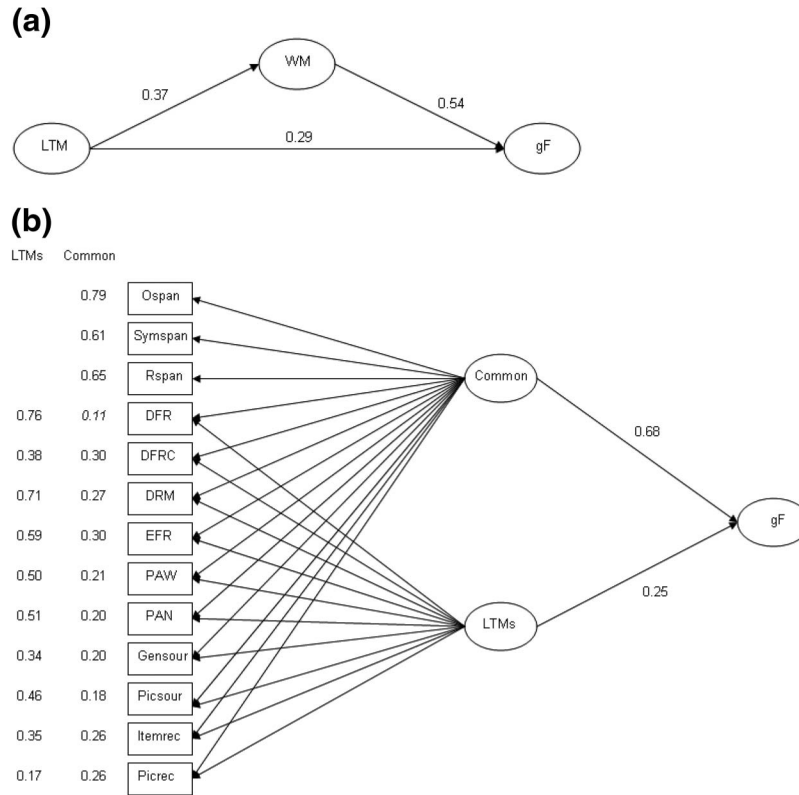 (a)
WM
0.37
0.54
LTM
0.29
gF
(b)
LTMs Common
0.79 Ospan
0.61 Symspan
0.65 Rspan
Common
0.76 0.11 DFR
0.68
0.38 0.30 DFRC
0.71 0.27 DRM
gF
0.59 0.30 EFR
0.50 0.21 PAW
0.25
0.51 0.20 PAN
LTMs
0.34 0.20 Gensour
0.46 0.18 Picsour
0.35 0.26 Itemrec
0.17 0.26 Picrec